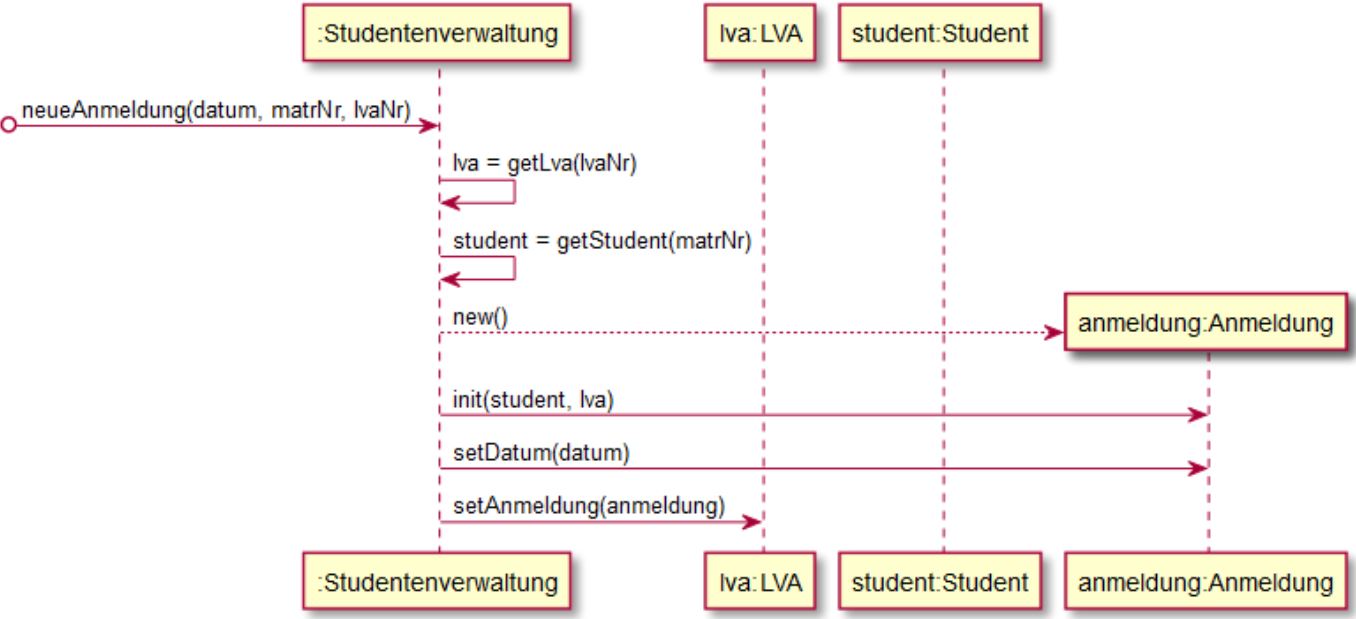 :Studentenverwaltung
lva:LVA
student:Student
neueAnmeldung(datum, matrNr, lvaNr)
lva = getLva(lvaNr)
student = getStudent(matrNr)
new()
anmeldung:Anmeldung
init(student, lva)
setDatum(datum)
setAnmeldung(anmeldung)
:Studentenverwaltung
lva:LVA
student:Student
anmeldung:Anmeldung